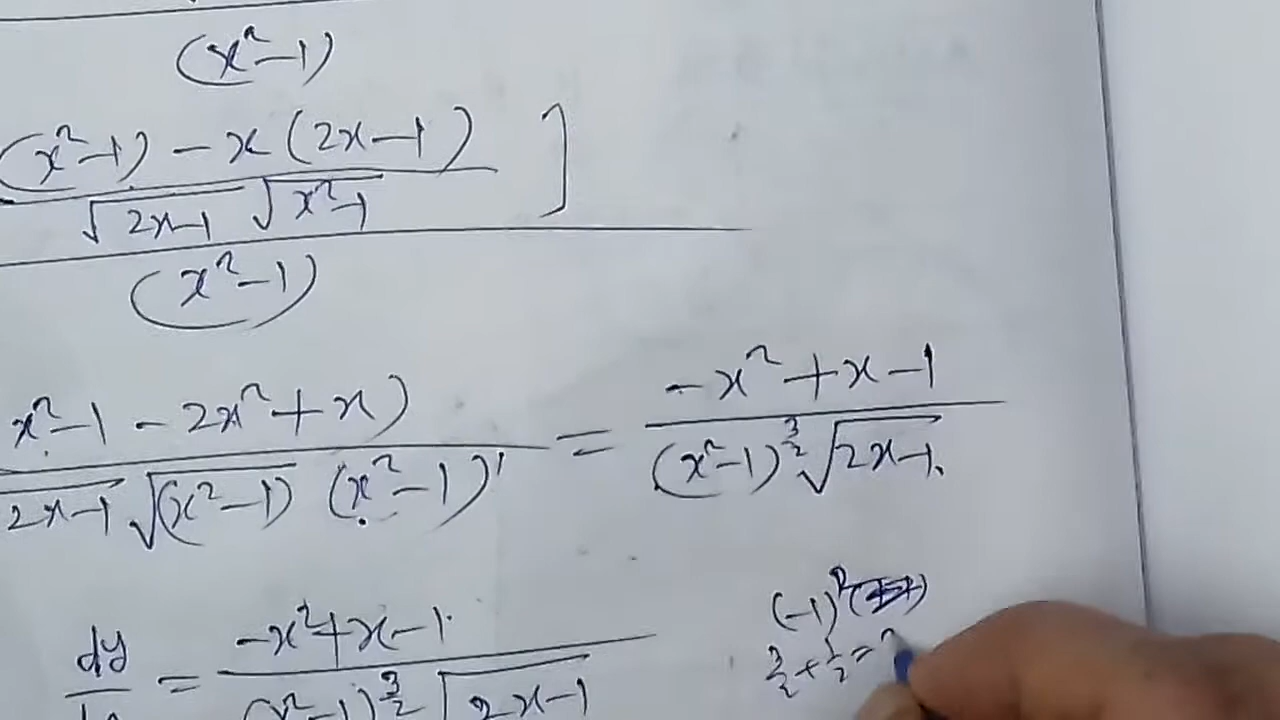 (x²-1)
(x²-1) - x(2x-1) ]
√2x-1 √x²-1
(x²-1)
x²-1-2x²+x) = -x²+x-1
2x-1 √(x²-1) (x²-1)¹ (x²-1)^3/2 √2x-1
dy = -x²+x-1
(x²-1)^3/2 √2x-1
(-1)
3/2 + 1/2 =